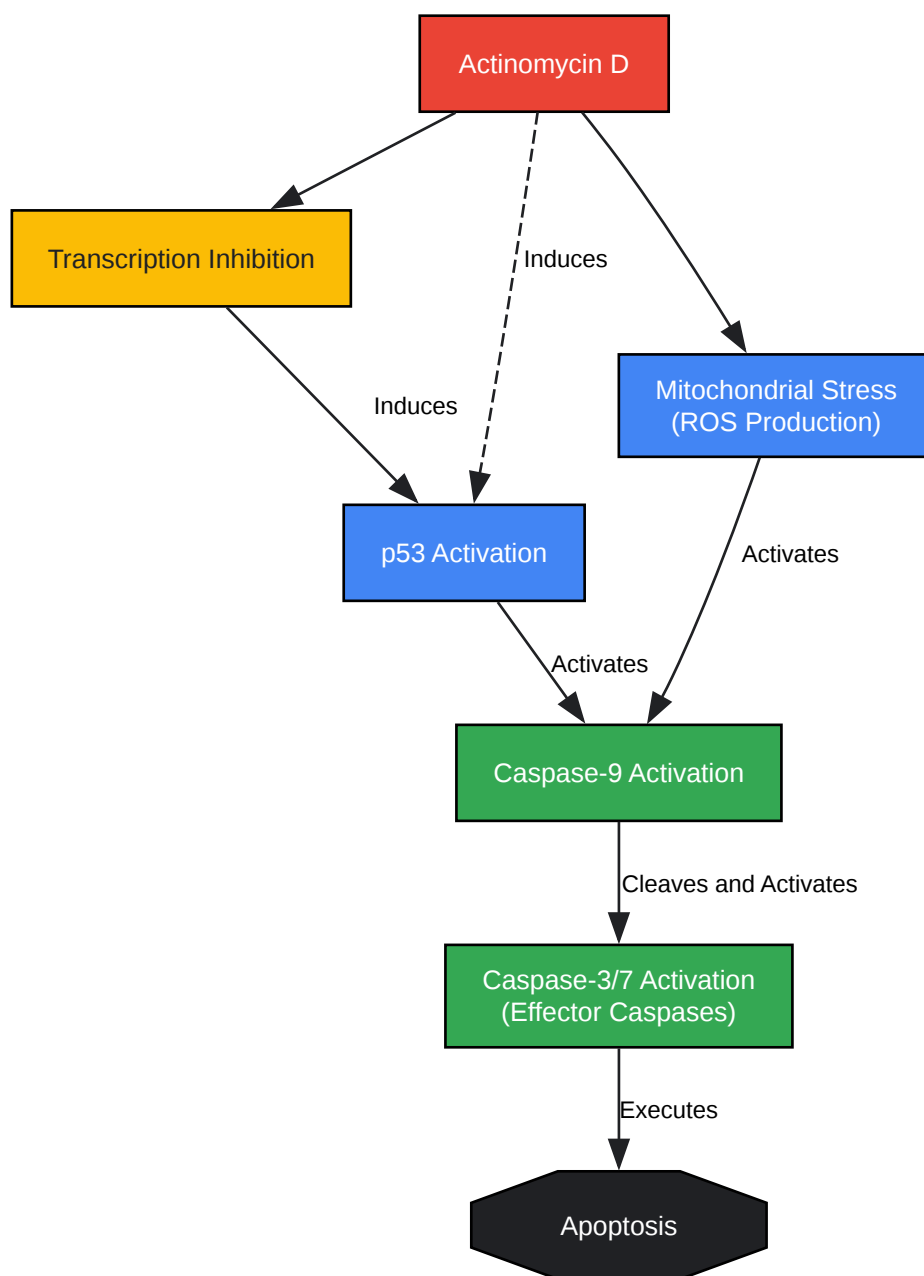 Actinomycin D
Transcription Inhibition
Induces
Mitochondrial Stress
(ROS Production)
Induces
p53 Activation
Activates
Activates
Caspase-9 Activation
Cleaves and Activates
Caspase-3/7 Activation
(Effector Caspases)
Executes
Apoptosis